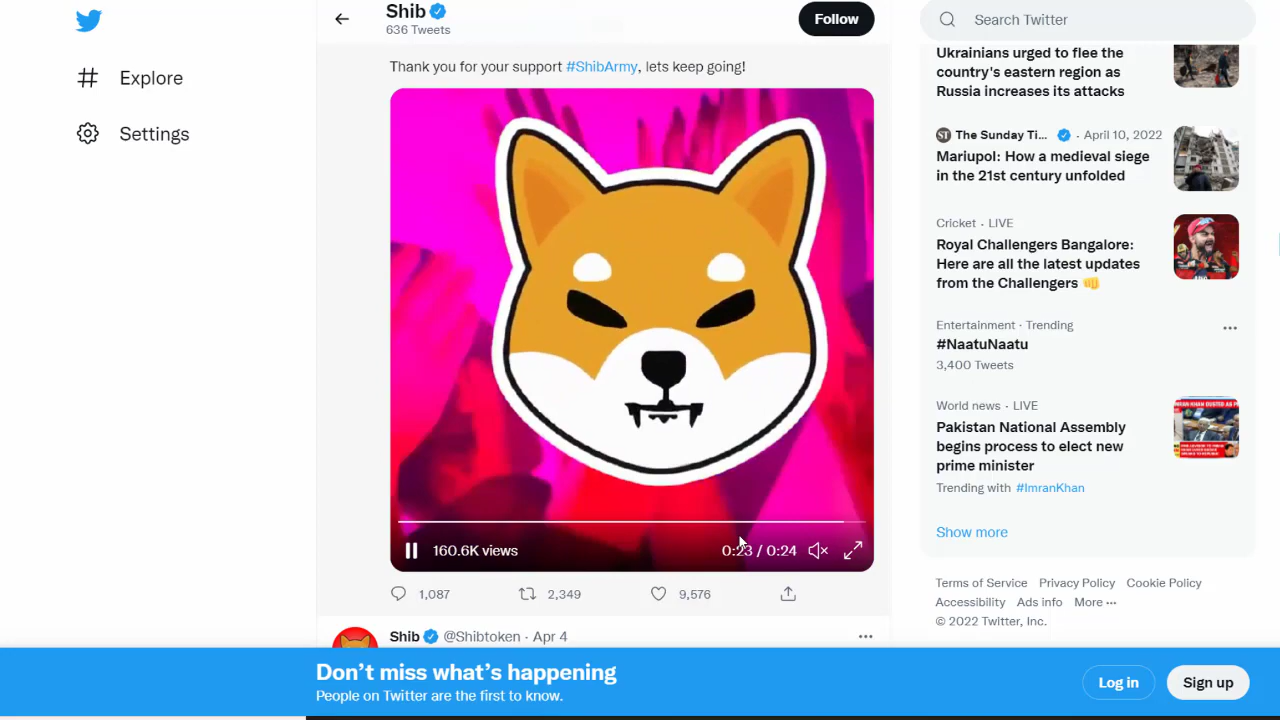 Shib
636 Tweets
Follow
Search Twitter
Explore
Settings
Thank you for your support #ShibArmy, lets keep going!
160.6K views
0:23 / 0:24
1,087
2,349
9,576
Shib @Shibtoken · Apr 4
Ukrainians urged to flee the
country's eastern region as
Russia increases its attacks
ST The Sunday Ti... · April 10, 2022
Mariupol: How a medieval siege
in the 21st century unfolded
Cricket · LIVE
Royal Challengers Bangalore:
Here are all the latest updates
from the Challengers 👊
Entertainment · Trending
#NaatuNaatu
3,400 Tweets
World news · LIVE
Pakistan National Assembly
begins process to elect new
prime minister
Trending with #ImranKhan
Show more
Terms of Service Privacy Policy Cookie Policy
Accessibility Ads info More ···
© 2022 Twitter, Inc.
Don't miss what's happening
People on Twitter are the first to know.
Log in
Sign up